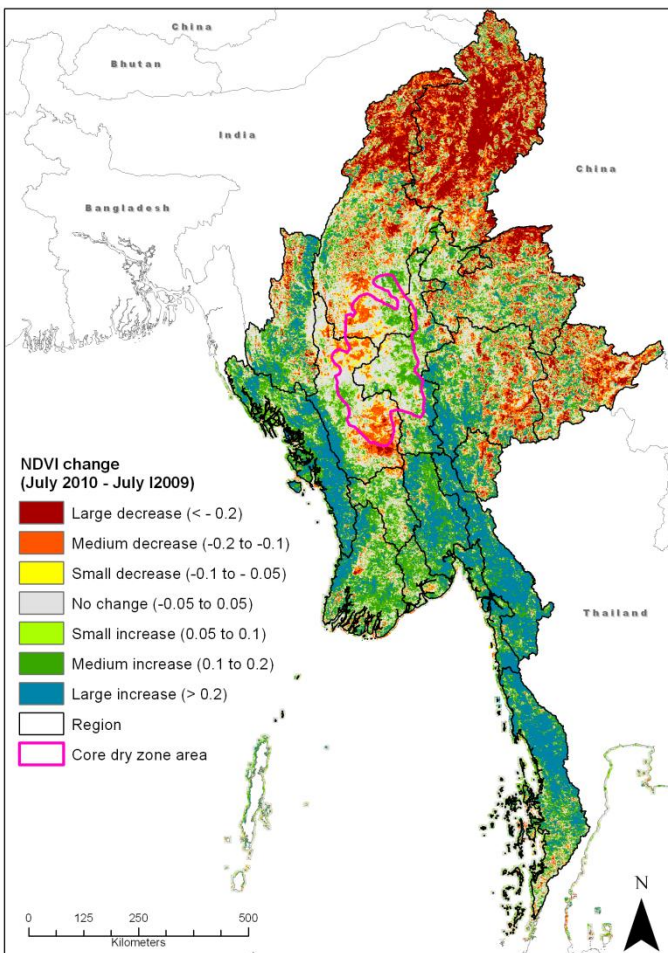 China
Bhutan
India
China
Bangladesh
NDVI change
(July 2010 - July I2009)
Large decrease (< - 0.2)
Medium decrease (-0.2 to -0.1)
Small decrease (-0.1 to - 0.05)
No change (-0.05 to 0.05)
Small increase (0.05 to 0.1)
Medium increase (0.1 to 0.2)
Large increase (> 0.2)
Region
Core dry zone area
Thailand
N
0 125 250 500
Kilometers